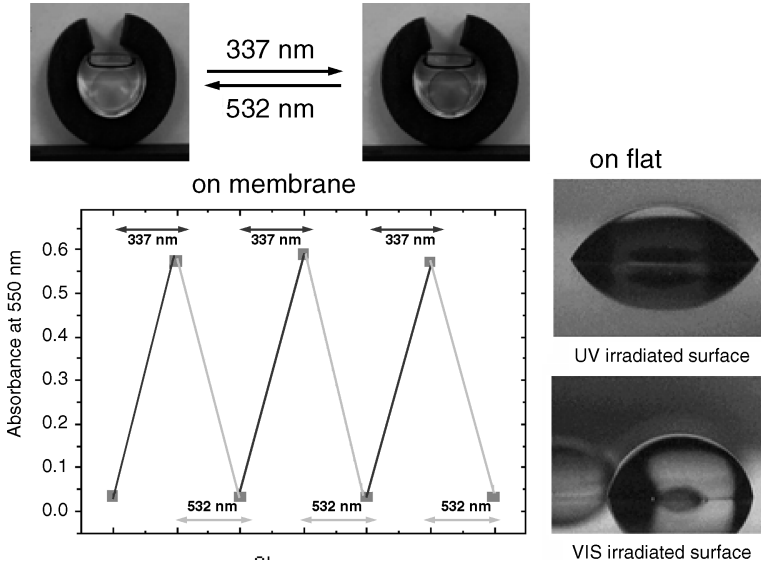 337 nm
532 nm
on membrane
on flat
337 nm
337 nm
337 nm
Absorbance at 550 nm
0.6
0.5
0.4
0.3
0.2
0.1
0.0
532 nm
532 nm
532 nm
UV irradiated surface
VIS irradiated surface